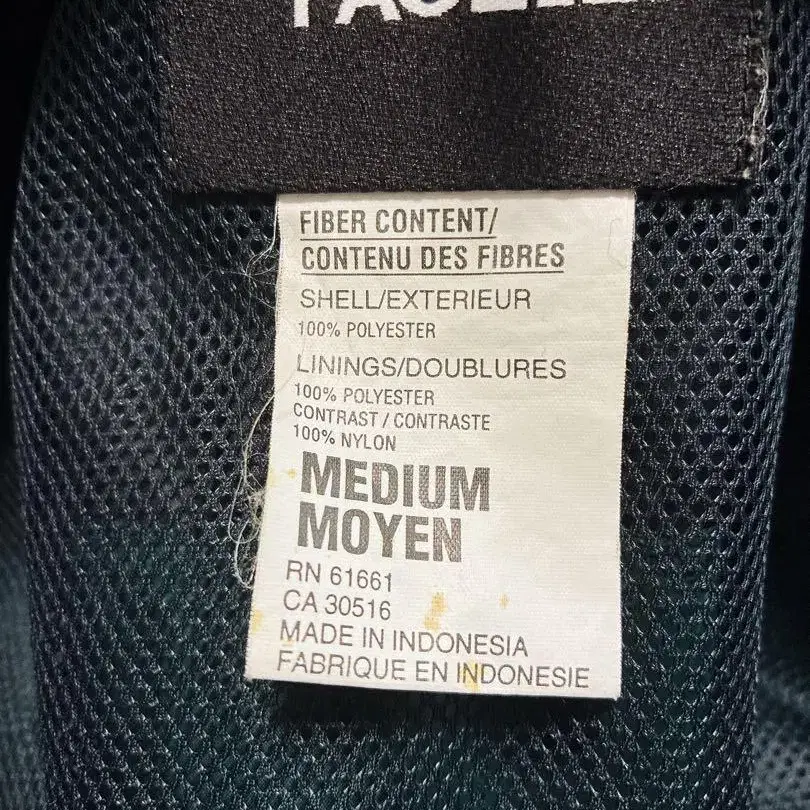 FIBER CONTENT/
CONTENU DES FIBRES
SHELL/EXTERIEUR
100% POLYESTER
LININGS/DOUBLURES
100% POLYESTER
CONTRAST / CONTRASTE
100% NYLON
MEDIUM
MOYEN
RN 61661
CA 30516
MADE IN INDONESIA
FABRIQUE EN INDONESIE